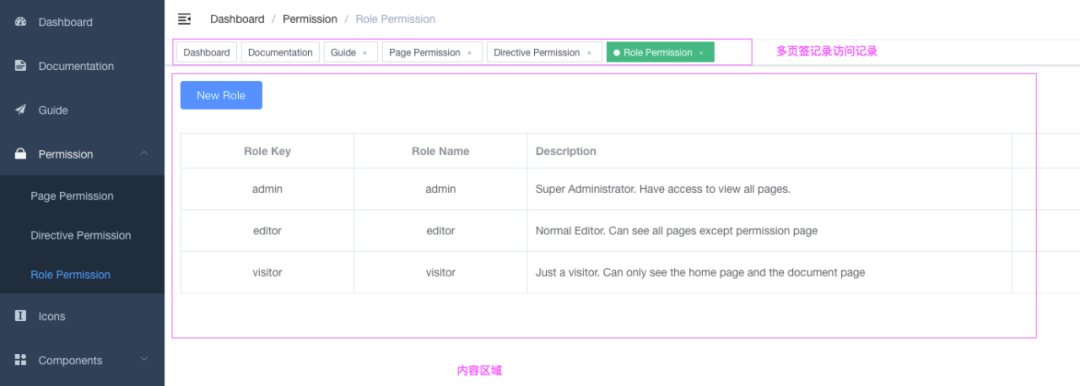 Dashboard
Documentation
Guide
Permission
Page Permission
Directive Permission
Role Permission
Icons
Components
Dashboard / Permission / Role Permission
Dashboard Documentation Guide × Page Permission × Directive Permission × Role Permission ×
多页签记录访问记录
New Role
Role Key Role Name Description
admin admin Super Administrator. Have access to view all pages.
editor editor Normal Editor. Can see all pages except permission page
visitor visitor Just a visitor. Can only see the home page and the document page
内容区域